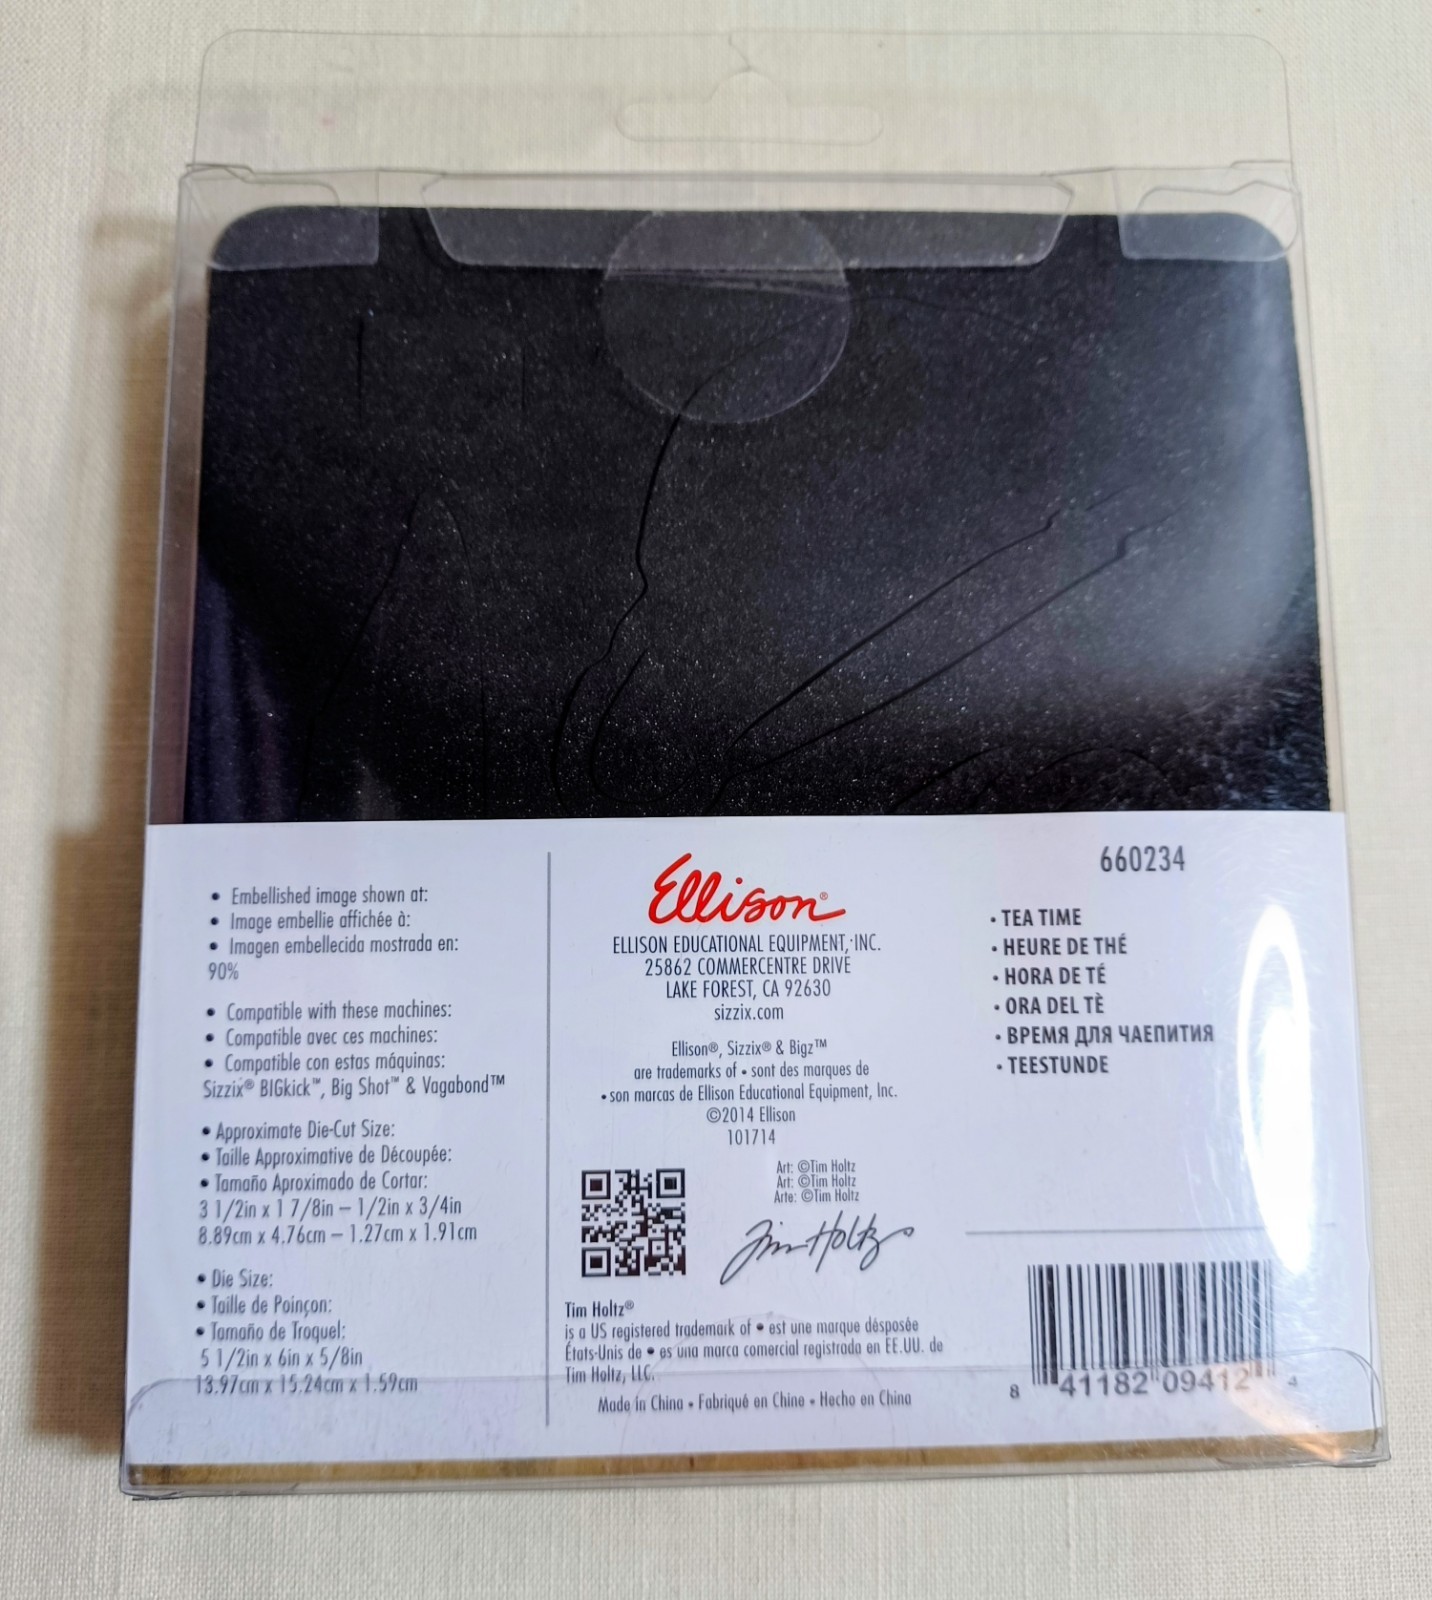 • Embellished image shown at:
• Image embellie affichée à:
• Imagen embellecida mostrada en:
90%
• Compatible with these machines:
• Compatible avec ces machines:
• Compatible con estas máquinas:
Sizzix® BIGkick™, Big Shot™ & Vagabond™
• Approximate Die-Cut Size:
• Taille Approximative de Découpée:
• Tamaño Aproximado de Cortar:
3 1/2in x 1 7/8in – 1/2in x 3/4in
8.89cm x 4.76cm – 1.27cm x 1.91cm
• Die Size:
• Taille de Poinçon:
• Tamaño de Troquel:
5 1/2in x 6in x 5/8in
13.97cm x 15.24cm x 1.59cm
Ellison®
ELLISON EDUCATIONAL EQUIPMENT, INC.
25862 COMMERCENTRE DRIVE
LAKE FOREST, CA 92630
sizzix.com
Ellison®, Sizzix® & Bigz™
are trademarks of • sont des marques de
• son marcas de Ellison Educational Equipment, Inc.
©2014 Ellison
101714
Art: ©Tim Holtz
Art: ©Tim Holtz
Arte: ©Tim Holtz
Tim Holtz
Tim Holtz®
is a US registered trademark of • est une marque désposée
États-Unis de • es una marca comercial registrada en EE.UU. de
Tim Holtz, LLC.
Made in China • Fabriqué en Chine • Hecho en China
660234
• TEA TIME
• HEURE DE THÉ
• HORA DE TÉ
• ORA DEL TÈ
• ВРЕМЯ ДЛЯ ЧАЕПИТИЯ
• TEESTUNDE
8 41182 09412 4